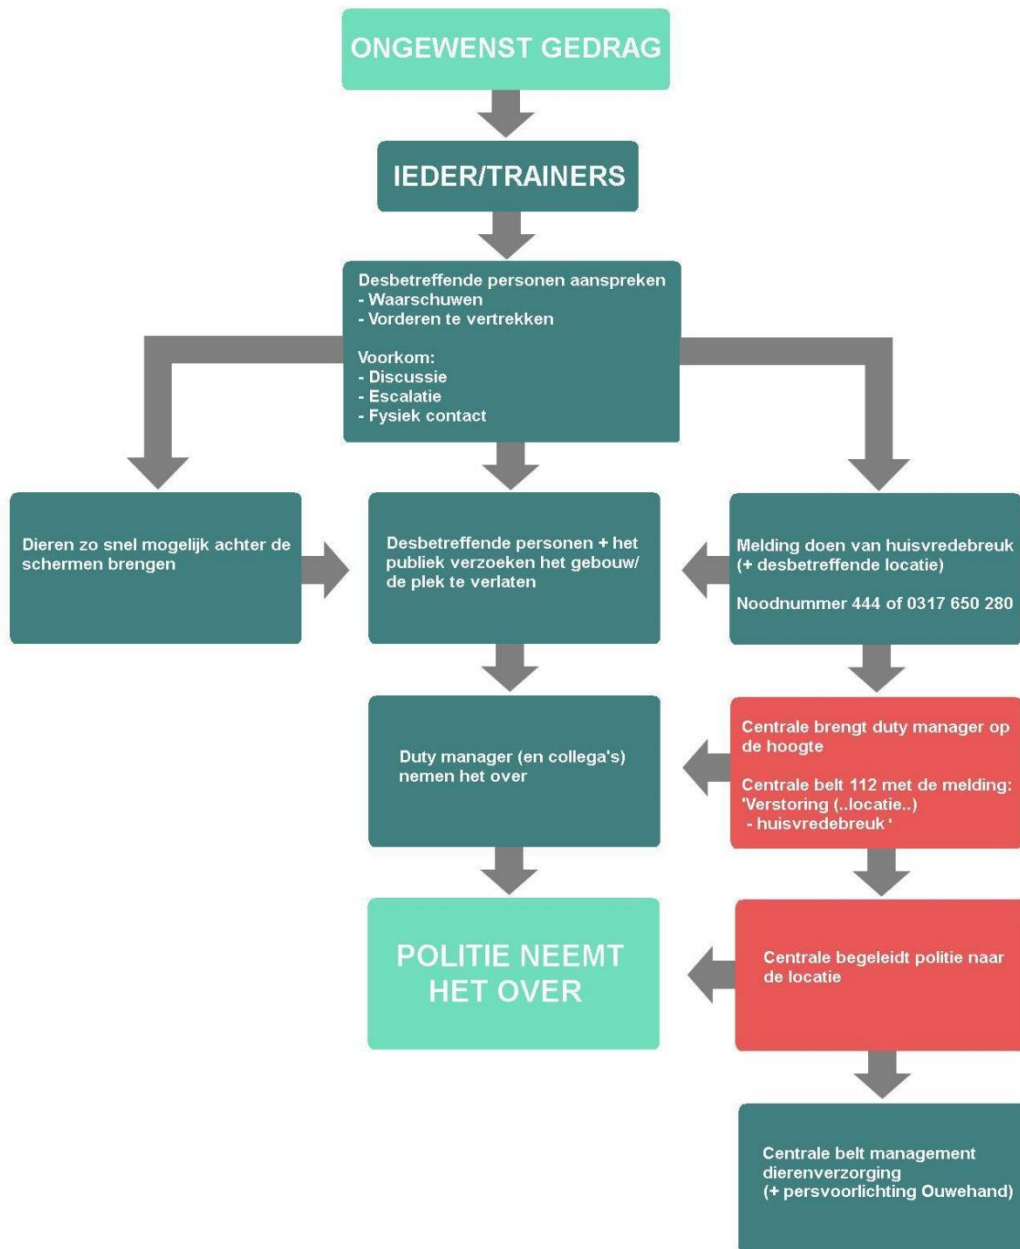 ONGEWENST GEDRAG
IEDER/TRAINERS
Desbetreffende personen aanspreken
- Waarschuwen
- Vorderen te vertrekken
Voorkom:
- Discussie
- Escalatie
- Fysiek contact
Dieren zo snel mogelijk achter de
schermen brengen
Desbetreffende personen + het
publiek verzoeken het gebouw/
de plek te verlaten
Melding doen van huisvredebreuk
(+ desbetreffende locatie)
Noodnummer 444 of 0317 650 280
Duty manager (en collega's)
nemen het over
Centrale brengt duty manager op
de hoogte
Centrale belt 112 met de melding:
'Verstoring (..locatie..)
- huisvredebreuk '
POLITIE NEEMT
HET OVER
Centrale begeleidt politie naar
de locatie
Centrale belt management
dierenverzorging
(+ persvoorlichting Ouwehand)